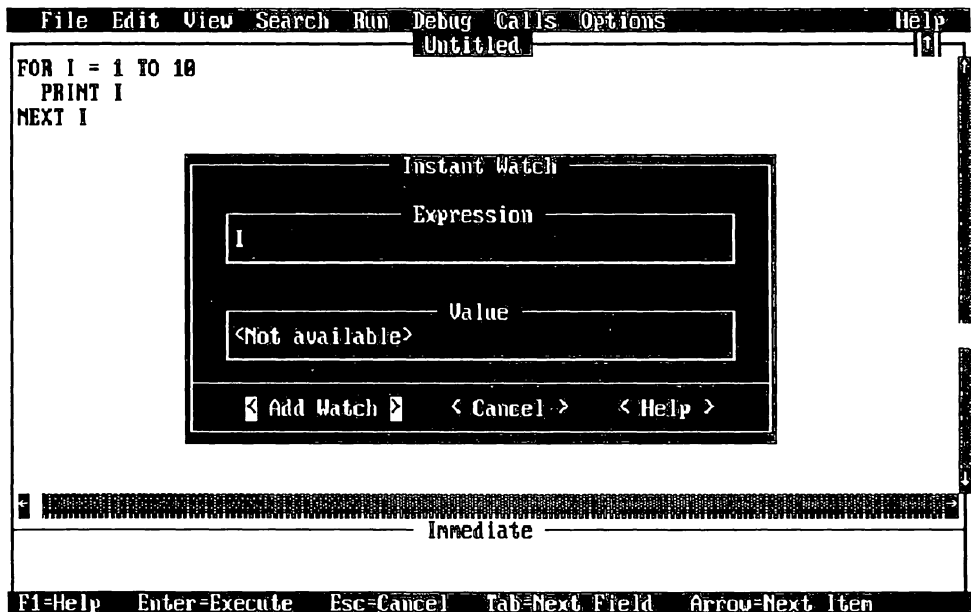 File Edit View Search Run Debug Calls Options Help
Untitled
FOR I = 1 TO 10
PRINT I
NEXT I
Instant Watch
Expression
I
Value
<Not available>
< Add Watch > < Cancel > < Help >
Immediate
F1=Help Enter=Execute Esc=Cancel Tab=Next Field Arrow=Next Item